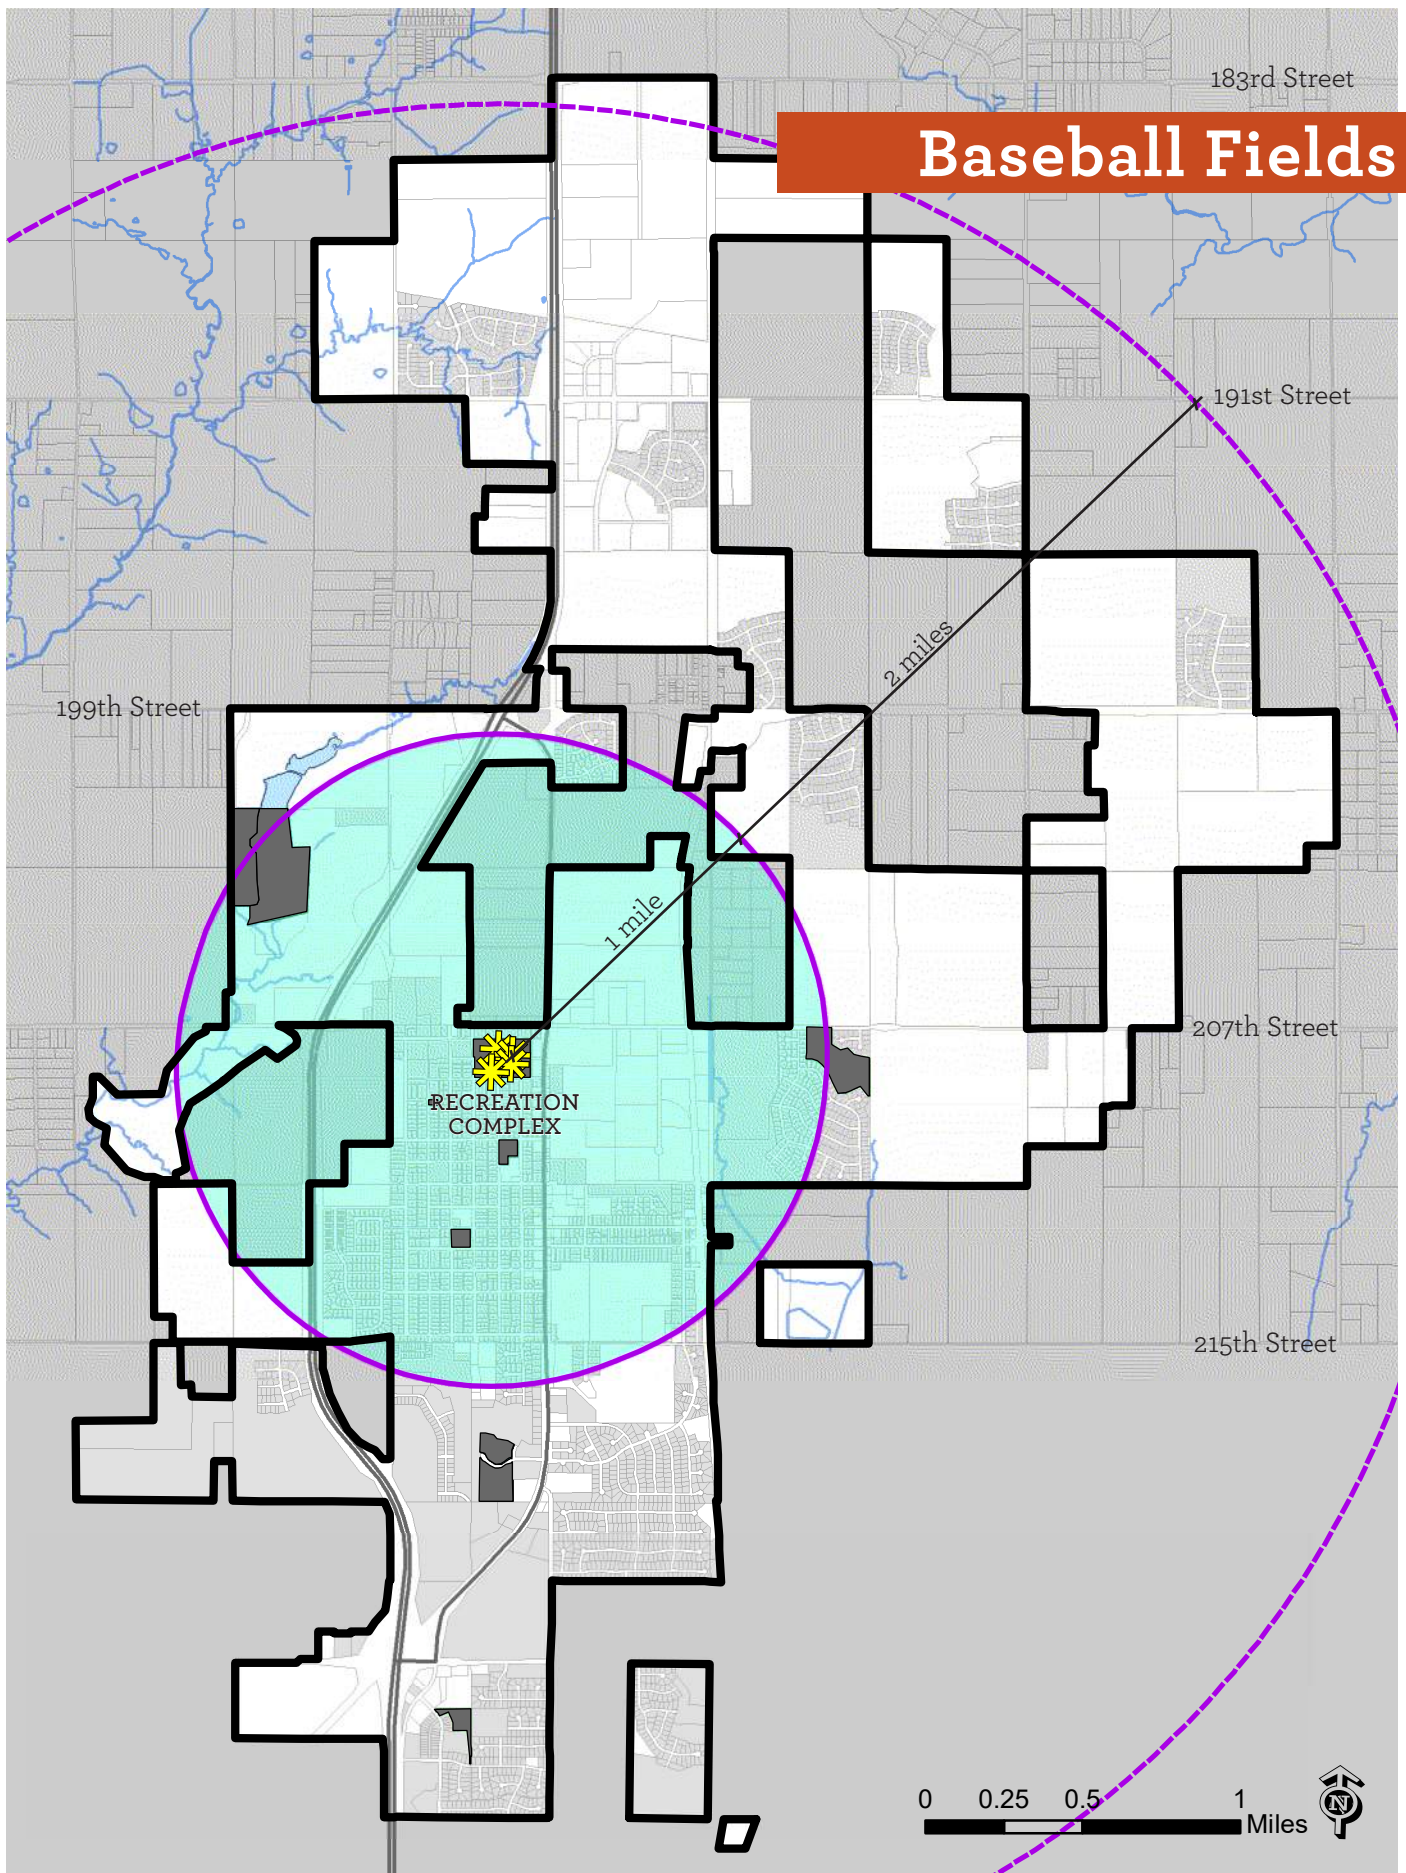 183rd Street
Baseball Fields
191st Street
2 miles
199th Street
1 mile
207th Street
RECREATION
COMPLEX
215th Street
0 0.25 0.5 1
Miles
N